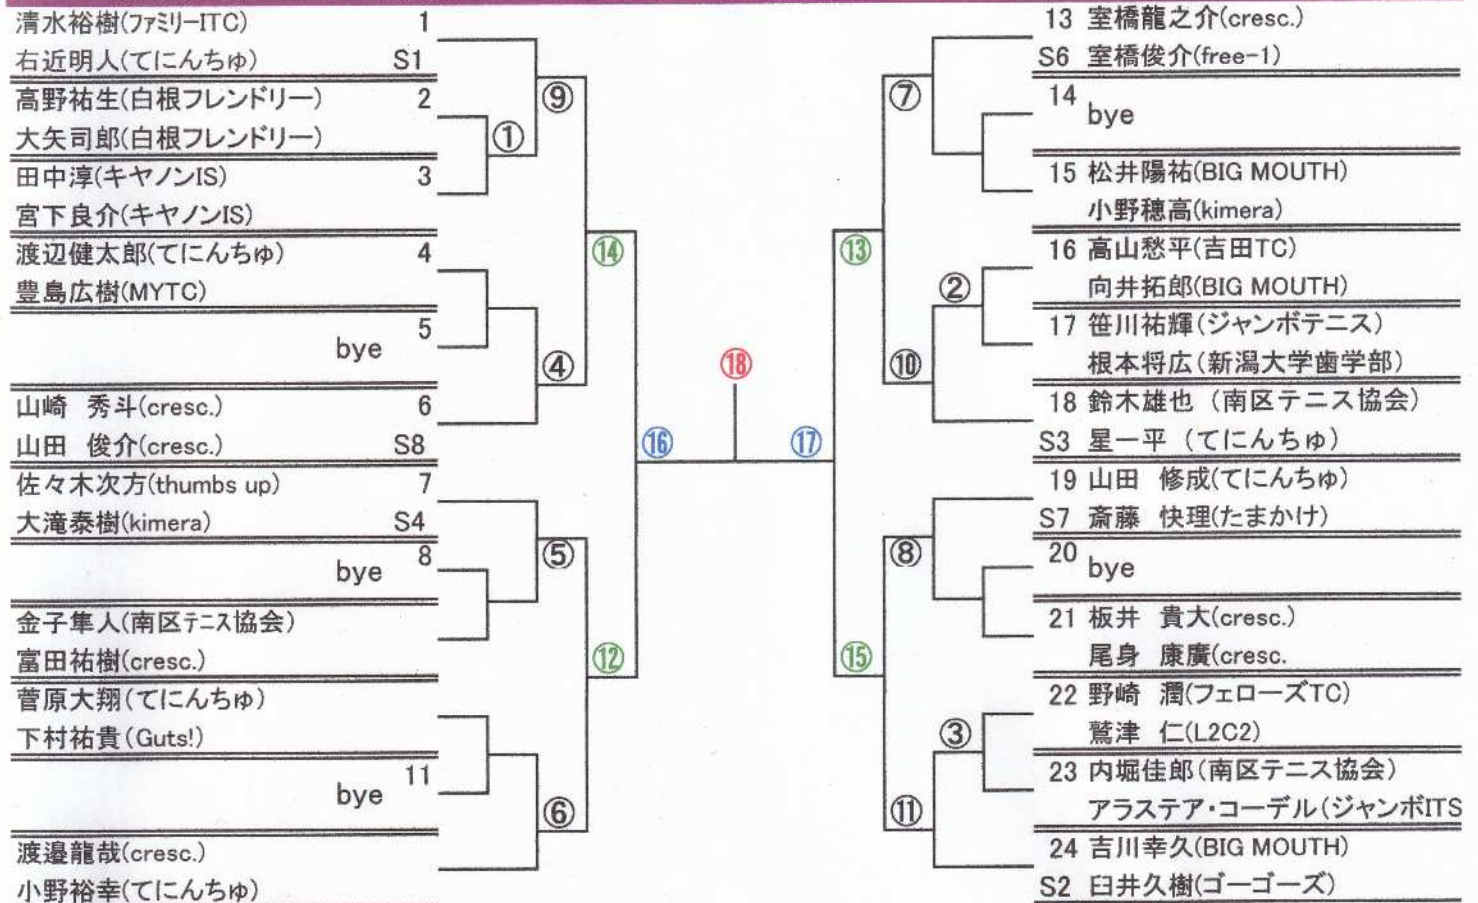 清水裕樹(ファミリーITC) 1
右近明人(てにんちゅ) S1
高野祐生(白根フレンドリー) 2
大矢司郎(白根フレンドリー)
①
⑨
田中淳(キヤノンIS) 3
宮下良介(キヤノンIS)
渡辺健太郎(てにんちゅ) 4
豊島広樹(MYTC)
⑭
bye 5
④
山崎 秀斗(cresc.) 6
山田 俊介(cresc.) S8
⑯
佐々木次方(thumbs up) 7
大滝泰樹(kimera) S4
⑤
bye 8
金子隼人(南区テニス協会)
富田祐樹(cresc.)
⑫
菅原大翔(てにんちゅ)
下村祐貴(Guts!)
bye 11
⑥
渡邉龍哉(cresc.)
小野裕幸(てにんちゅ)
⑱
13 室橋龍之介(cresc.)
S6 室橋俊介(free-1)
⑦
14 bye
15 松井陽祐(BIG MOUTH)
小野穂高(kimera)
⑬
16 高山愁平(吉田TC)
向井拓郎(BIG MOUTH)
②
17 笹川祐輝(ジャンボテニス)
根本将広(新潟大学歯学部)
⑩
18 鈴木雄也 (南区テニス協会)
S3 星一平 (てにんちゅ)
⑰
19 山田 修成(てにんちゅ)
S7 斎藤 快理(たまかけ)
⑧
20 bye
21 板井 貴大(cresc.)
尾身 康廣(cresc.
⑮
22 野崎 潤(フェローズTC)
鷲津 仁(L2C2)
③
23 内堀佳郎(南区テニス協会)
アラステア・コーデル(ジャンボITS
⑪
24 吉川幸久(BIG MOUTH)
S2 臼井久樹(ゴーゴーズ)